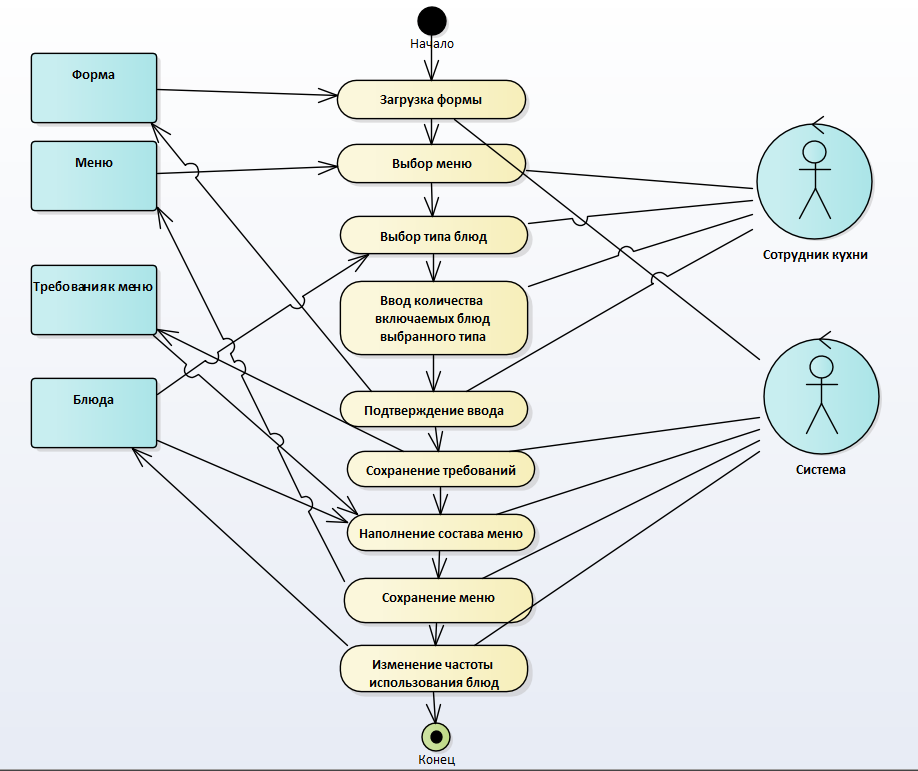 Начало
Форма
Загрузка формы
Меню
Выбор меню
Выбор типа блюд
Сотрудник кухни
Требования к меню
Ввод количества
включаемых блюд
выбранного типа
Блюда
Подтверждение ввода
Сохранение требований
Система
Наполнение состава меню
Сохранение меню
Изменение частоты
использования блюд
Конец